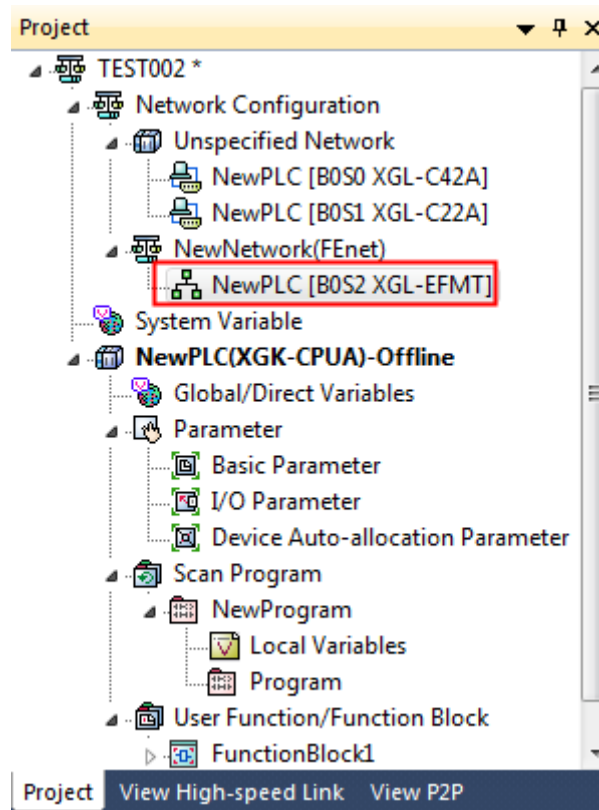 Project
TEST002 *
Network Configuration
Unspecified Network
NewPLC [B0S0 XGL-C42A]
NewPLC [B0S1 XGL-C22A]
NewNetwork(FEnet)
NewPLC [B0S2 XGL-EFMT]
System Variable
NewPLC(XGK-CPUA)-Offline
Global/Direct Variables
Parameter
Basic Parameter
I/O Parameter
Device Auto-allocation Parameter
Scan Program
NewProgram
Local Variables
Program
User Function/Function Block
FunctionBlock1
Project View High-speed Link View P2P